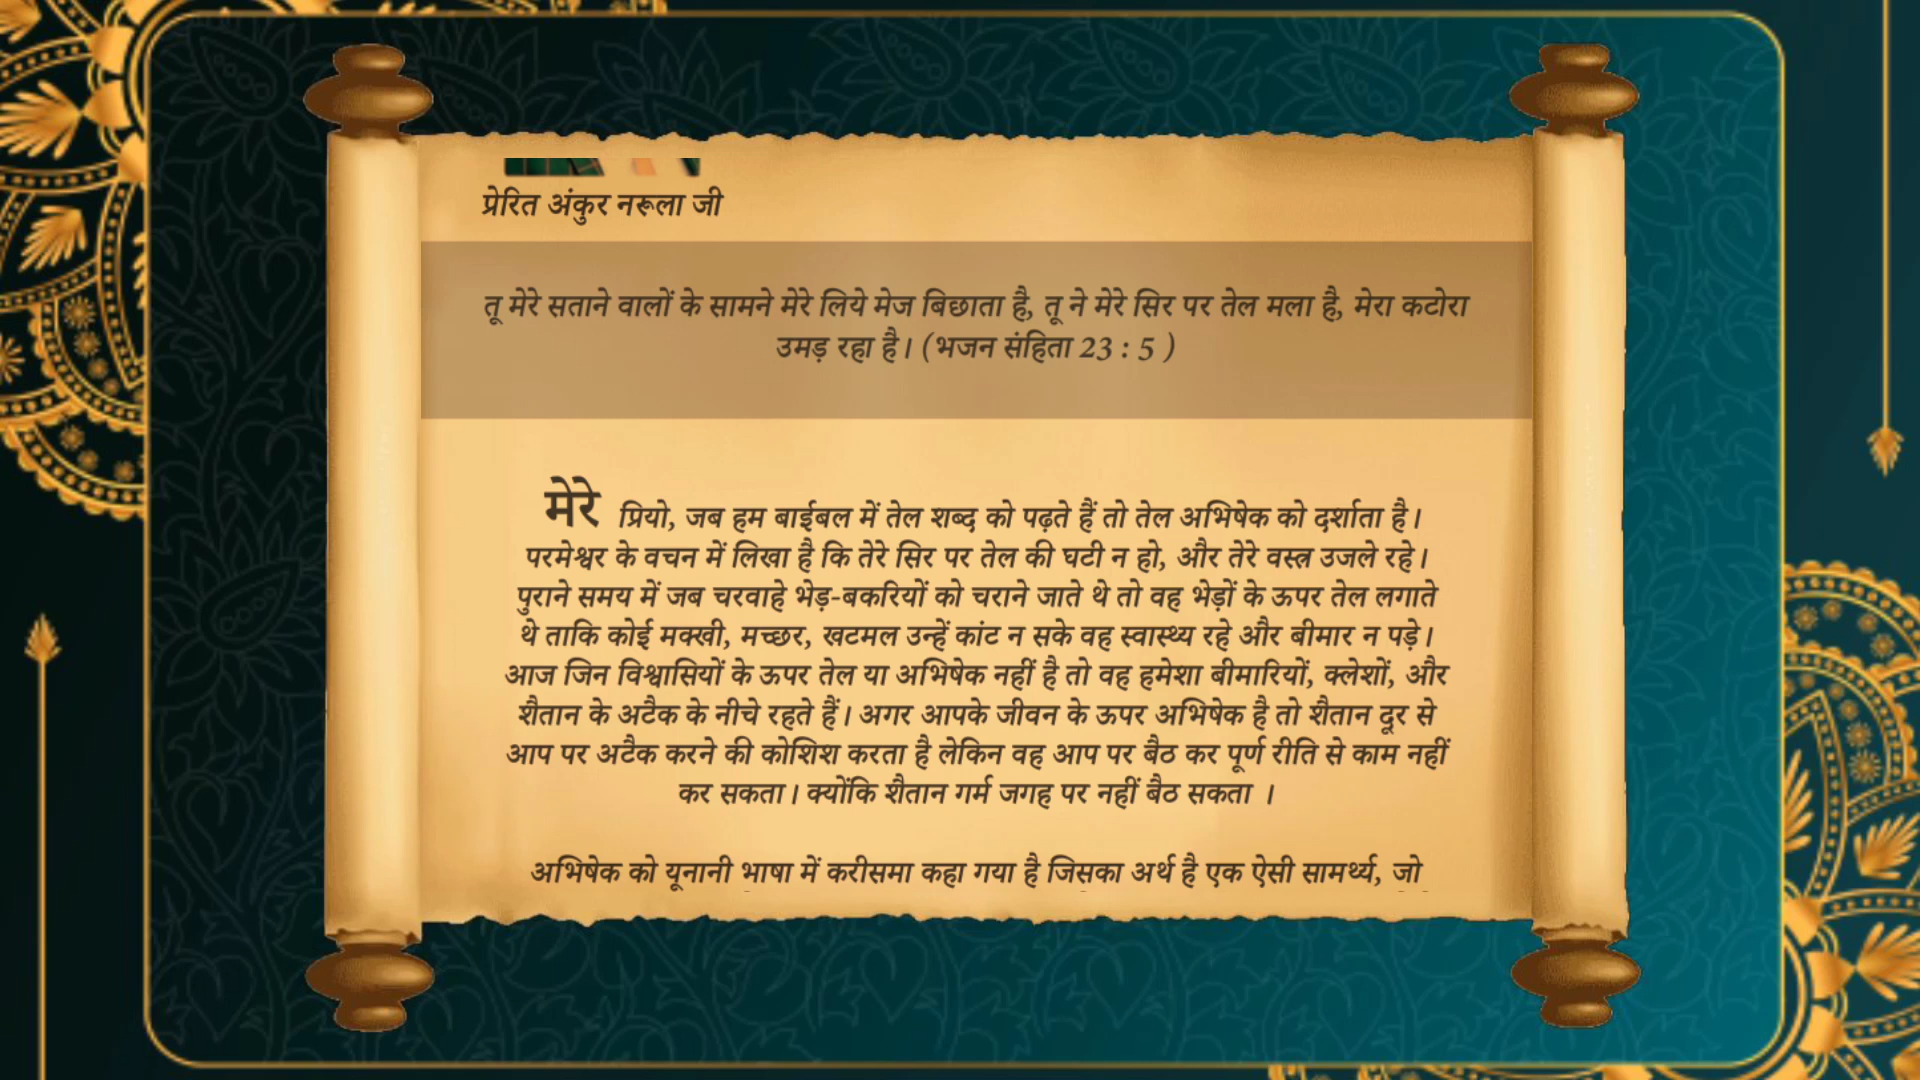 प्रेरित अंकुर नरूला जी
तू मेरे सताने वालों के सामने मेरे लिये मेज बिछाता है, तू ने मेरे सिर पर तेल मला है, मेरा कटोरा
उमड़ रहा है। (भजन संहिता 23 : 5 )
मेरे प्रियो, जब हम बाईबल में तेल शब्द को पढ़ते हैं तो तेल अभिषेक को दर्शाता है।
परमेश्वर के वचन में लिखा है कि तेरे सिर पर तेल की घटी न हो, और तेरे वस्त्र उजले रहे।
पुराने समय में जब चरवाहे भेड़-बकरियों को चराने जाते थे तो वह भेड़ों के ऊपर तेल लगाते
थे ताकि कोई मक्खी, मच्छर, खटमल उन्हें कांट न सके वह स्वास्थ्य रहे और बीमार न पड़े।
आज जिन विश्वासियों के ऊपर तेल या अभिषेक नहीं है तो वह हमेशा बीमारियों, क्लेशों, और
शैतान के अटैक के नीचे रहते हैं। अगर आपके जीवन के ऊपर अभिषेक है तो शैतान दूर से
आप पर अटैक करने की कोशिश करता है लेकिन वह आप पर बैठ कर पूर्ण रीति से काम नहीं
कर सकता। क्योंकि शैतान गर्म जगह पर नहीं बैठ सकता ।
अभिषेक को यूनानी भाषा में करीसमा कहा गया है जिसका अर्थ है एक ऐसी सामर्थ्य, जो